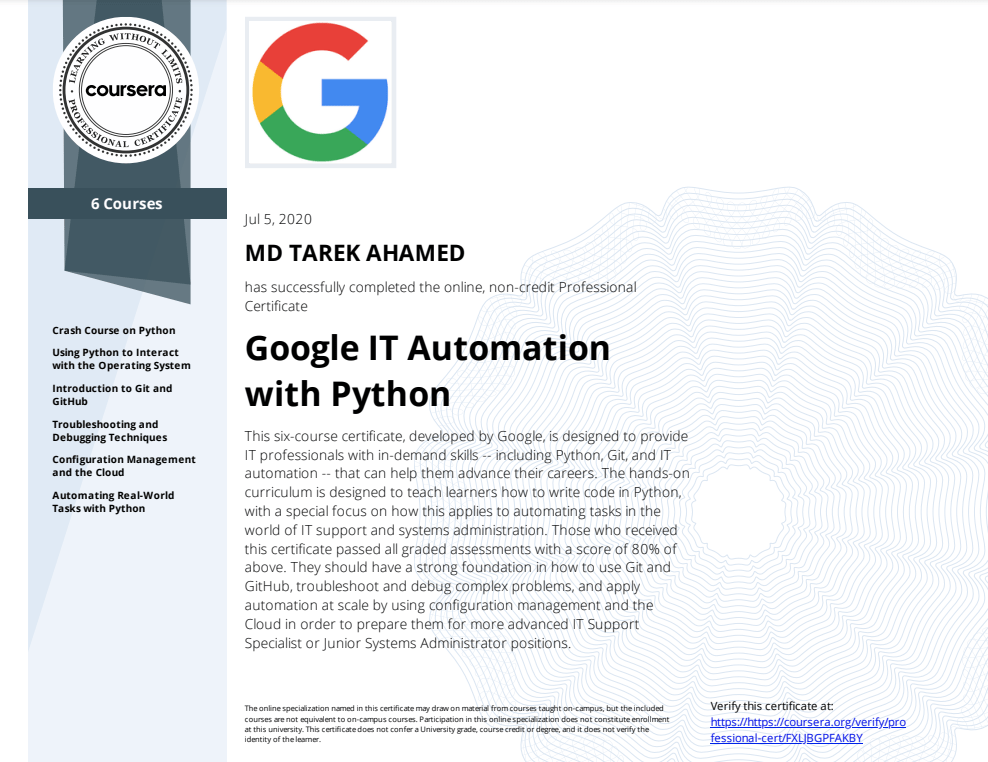 LEARNING WITHOUT LIMITS
coursera
PROFESSIONAL CERTIFICATE
6 Courses
Crash Course on Python
Using Python to Interact
with the Operating System
Introduction to Git and
GitHub
Troubleshooting and
Debugging Techniques
Configuration Management
and the Cloud
Automating Real-World
Tasks with Python
G
Jul 5, 2020
MD TAREK AHAMED
has successfully completed the online, non-credit Professional
Certificate
Google IT Automation
with Python
This six-course certificate, developed by Google, is designed to provide
IT professionals with in-demand skills -- including Python, Git, and IT
automation -- that can help them advance their careers. The hands-on
curriculum is designed to teach learners how to write code in Python,
with a special focus on how this applies to automating tasks in the
world of IT support and systems administration. Those who received
this certificate passed all graded assessments with a score of 80% of
above. They should have a strong foundation in how to use Git and
GitHub, troubleshoot and debug complex problems, and apply
automation at scale by using configuration management and the
Cloud in order to prepare them for more advanced IT Support
Specialist or Junior Systems Administrator positions.
The online specialization named in this certificate may draw on material from courses taught on-campus, but the included
courses are not equivalent to on-campus courses. Participation in this online specialization does not constitute enrollment
at this university. This certificate does not confer a University grade, course credit or degree, and it does not verify the
identity of the learner.
Verify this certificate at:
https://https://coursera.org/verify/pro
fessional-cert/FXLJBGPFAKBY